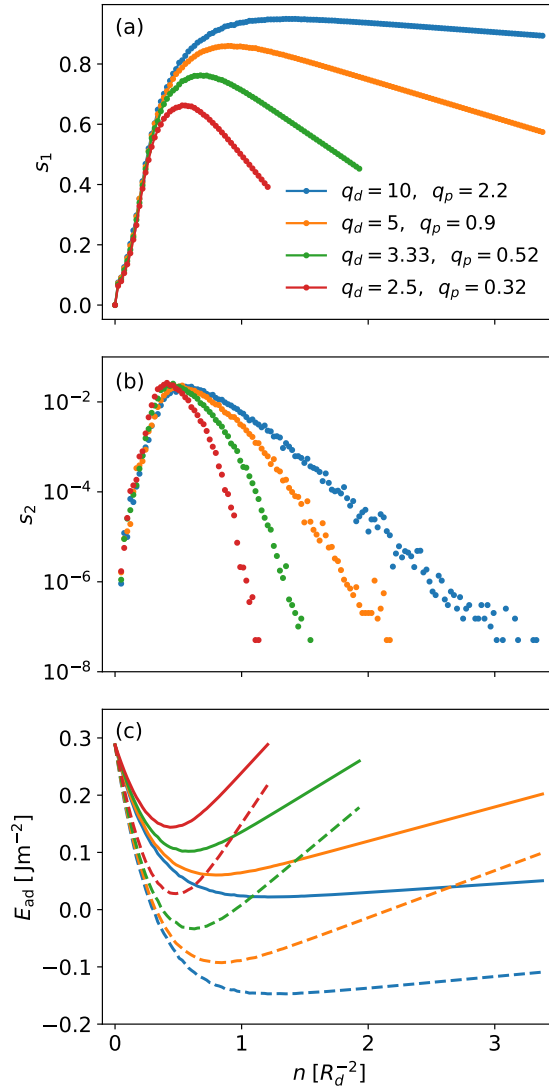 (a)
0.8
0.6
0.4
0.2
0.0
s₁
q_d = 10, q_p = 2.2
q_d = 5, q_p = 0.9
q_d = 3.33, q_p = 0.52
q_d = 2.5, q_p = 0.32
(b)
10⁻²
10⁻⁴
10⁻⁶
10⁻⁸
s₂
(c)
0.3
0.2
0.1
0.0
−0.1
−0.2
E_ad [Jm⁻²]
0 1 2 3
n [R_d⁻²]